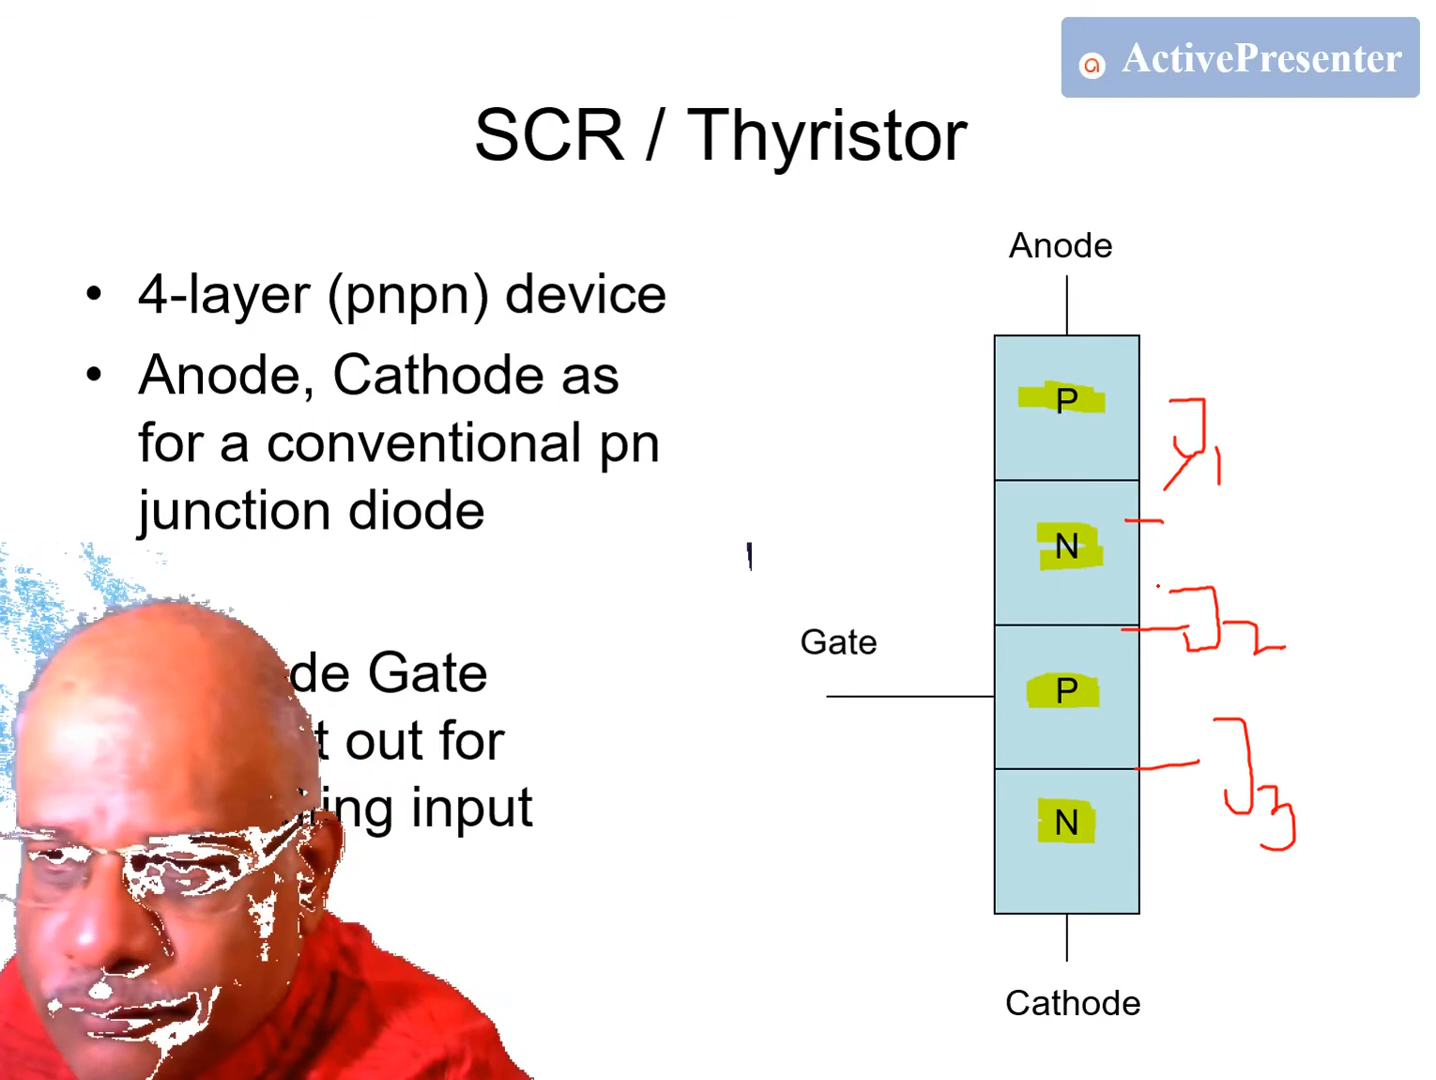 ActivePresenter
SCR / Thyristor
Anode
• 4-layer (pnpn) device
• Anode, Cathode as
for a conventional pn
junction diode
P
J1
N
J2
Gate
de Gate
P
t out for
J3
ing input
N
Cathode